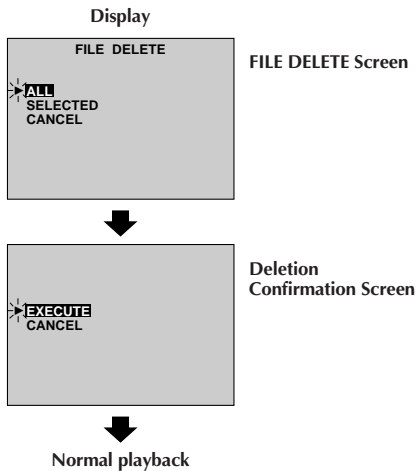 Display
FILE DELETE
FILE DELETE Screen
►ALL
SELECTED
CANCEL
Deletion
Confirmation Screen
►EXECUTE
CANCEL
Normal playback